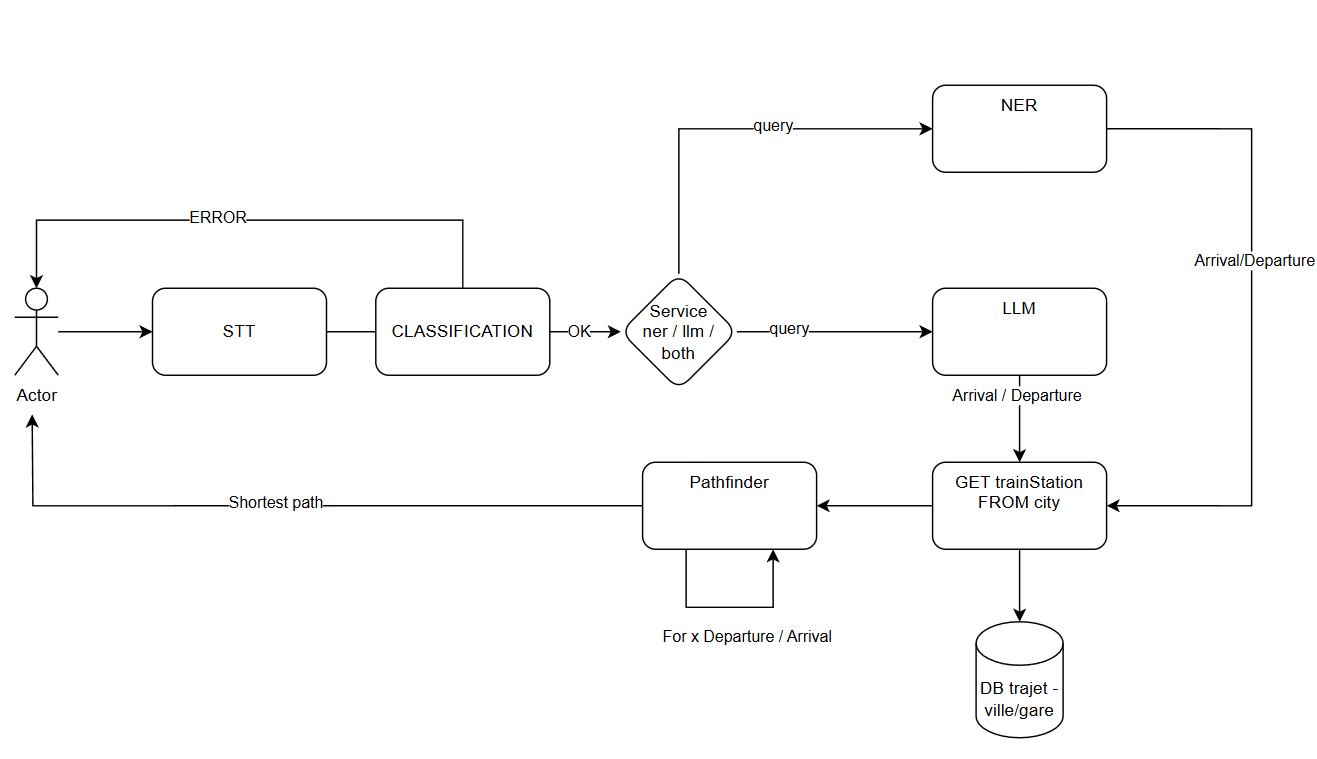 NER
query
ERROR
Arrival/Departure
STT
CLASSIFICATION
OK
Service
ner / llm /
both
query
LLM
Actor
Arrival / Departure
Shortest path
Pathfinder
GET trainStation
FROM city
For x Departure / Arrival
DB trajet -
ville/gare